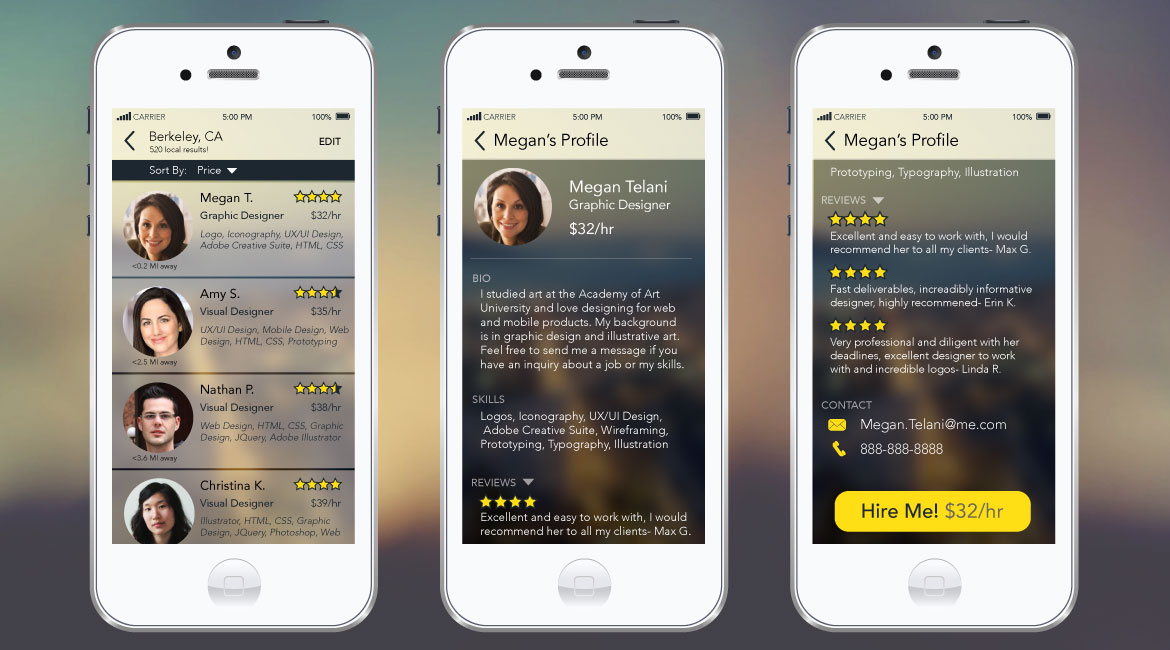 CARRIER 5:00 PM 100%
Berkeley, CA
520 local results!
EDIT
Sort By: Price
Megan T.
Graphic Designer $32/hr
Logo, Iconography, UX/UI Design,
Adobe Creative Suite, HTML, CSS
<0.2 MI away
Amy S.
Visual Designer $35/hr
UX/UI Design, Mobile Design, Web
Design, HTML, CSS, Prototyping
<2.5 MI away
Nathan P.
Visual Designer $38/hr
Web Design, HTML, CSS, Graphic
Design, JQuery, Adobe Illustrator
<3.6 MI away
Christina K.
Visual Designer $39/hr
Illustrator, HTML, CSS, Graphic
Design, JQuery, Photoshop, Web
CARRIER 5:00 PM 100%
Megan's Profile
Megan Telani
Graphic Designer
$32/hr
BIO
I studied art at the Academy of Art
University and love designing for web
and mobile products. My background
is in graphic design and illustrative art.
Feel free to send me a message if you
have an inquiry about a job or my skills.
SKILLS
Logos, Iconography, UX/UI Design,
Adobe Creative Suite, Wireframing,
Prototyping, Typography, Illustration
REVIEWS
Excellent and easy to work with, I would
recommend her to all my clients- Max G.
CARRIER 5:00 PM 100%
Megan's Profile
Prototyping, Typography, Illustration
REVIEWS
Excellent and easy to work with, I would
recommend her to all my clients- Max G.
Fast deliverables, increadibly informative
designer, highly recommened- Erin K.
Very professional and diligent with her
deadlines, excellent designer to work
with and incredible logos- Linda R.
CONTACT
Megan.Telani@me.com
888-888-8888
Hire Me! $32/hr